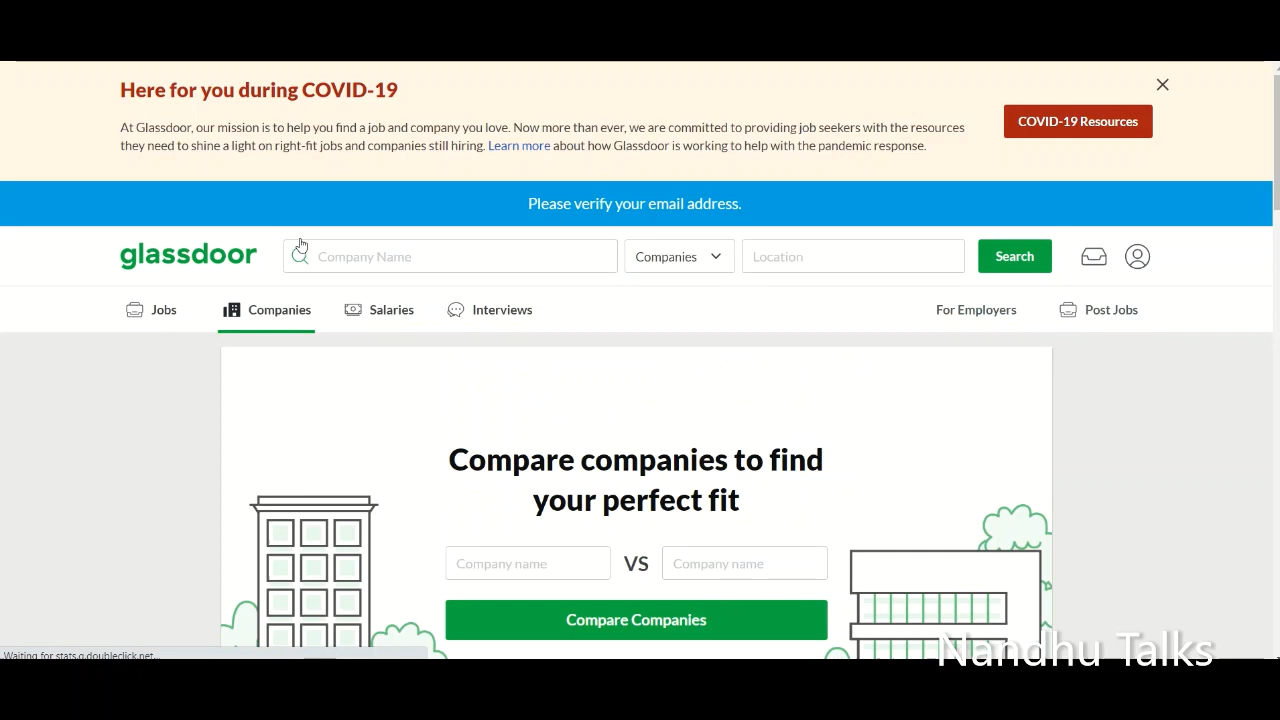 Here for you during COVID-19
At Glassdoor, our mission is to help you find a job and company you love. Now more than ever, we are committed to providing job seekers with the resources
they need to shine a light on right-fit jobs and companies still hiring. Learn more about how Glassdoor is working to help with the pandemic response.
COVID-19 Resources
Please verify your email address.
glassdoor
Company Name
Companies
Location
Search
Jobs
Companies
Salaries
Interviews
For Employers
Post Jobs
Compare companies to find
your perfect fit
Company name
VS
Company name
Compare Companies
Waiting for stats.g.doubleclick.net...
Nandhu Talks